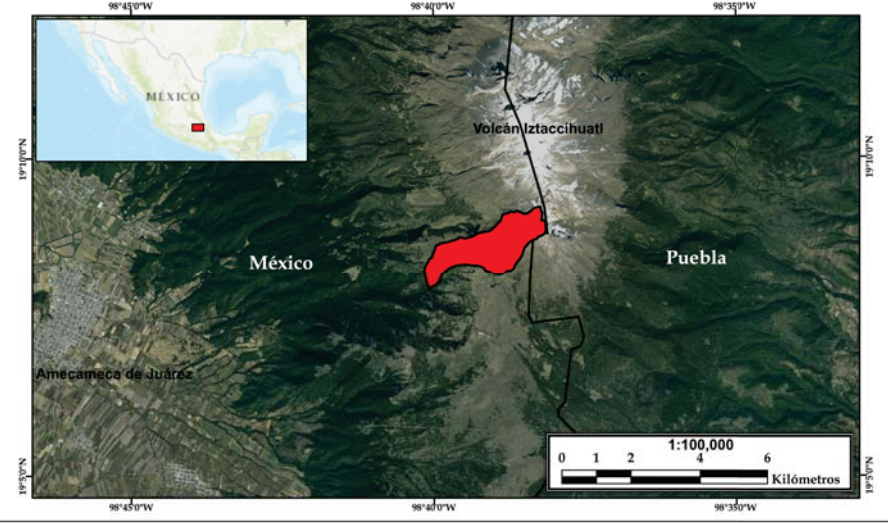 98°45'0"W 98°40'0"W 98°35'0"W
MÉXICO
Volcán Iztaccihuatl
19°10'0"N 19°10'0"N
México Puebla
Amecameca de Juárez
1:100,000
0 1 2 4 6
Kilómetros
19°5'0"N 19°5'0"N
98°45'0"W 98°40'0"W 98°35'0"W